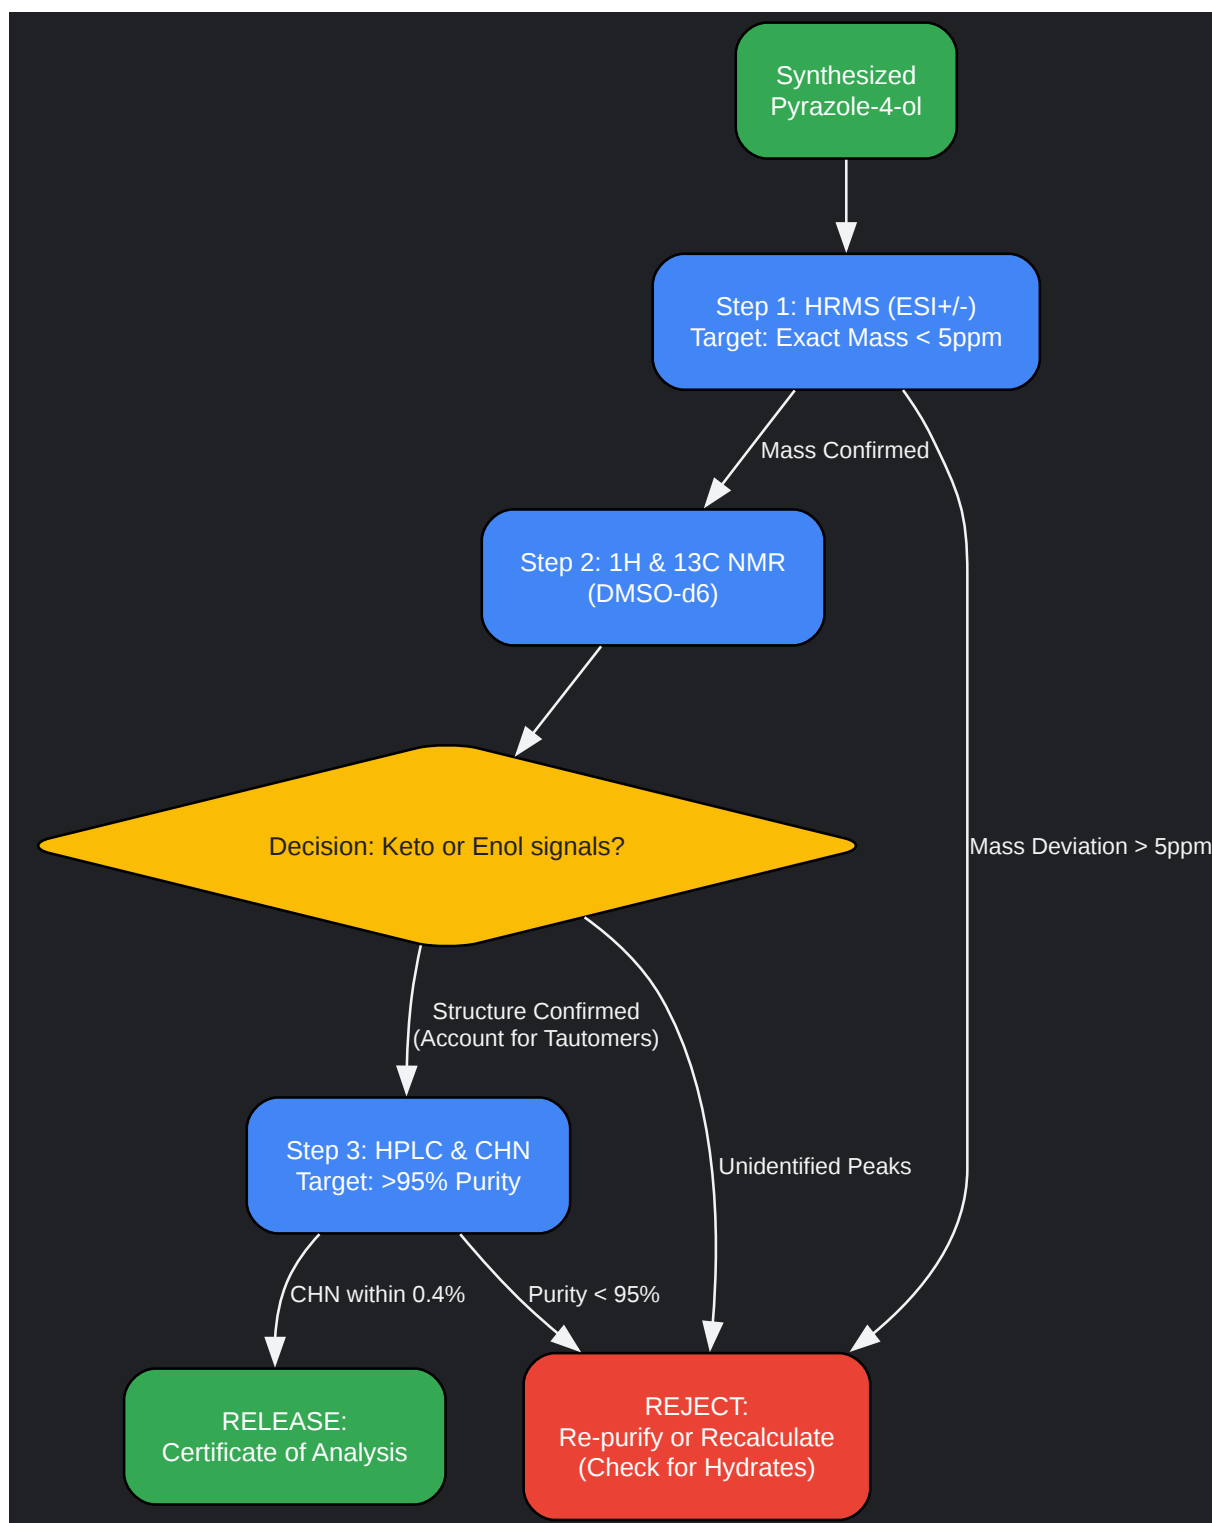 Synthesized
Pyrazole-4-ol
Step 1: HRMS (ESI+/-)
Target: Exact Mass < 5ppm
Mass Confirmed
Step 2: 1H & 13C NMR
(DMSO-d6)
Decision: Keto or Enol signals?
Mass Deviation > 5ppm
Structure Confirmed
(Account for Tautomers)
Step 3: HPLC & CHN
Target: >95% Purity
Unidentified Peaks
CHN within 0.4%
Purity < 95%
RELEASE:
Certificate of Analysis
REJECT:
Re-purify or Recalculate
(Check for Hydrates)